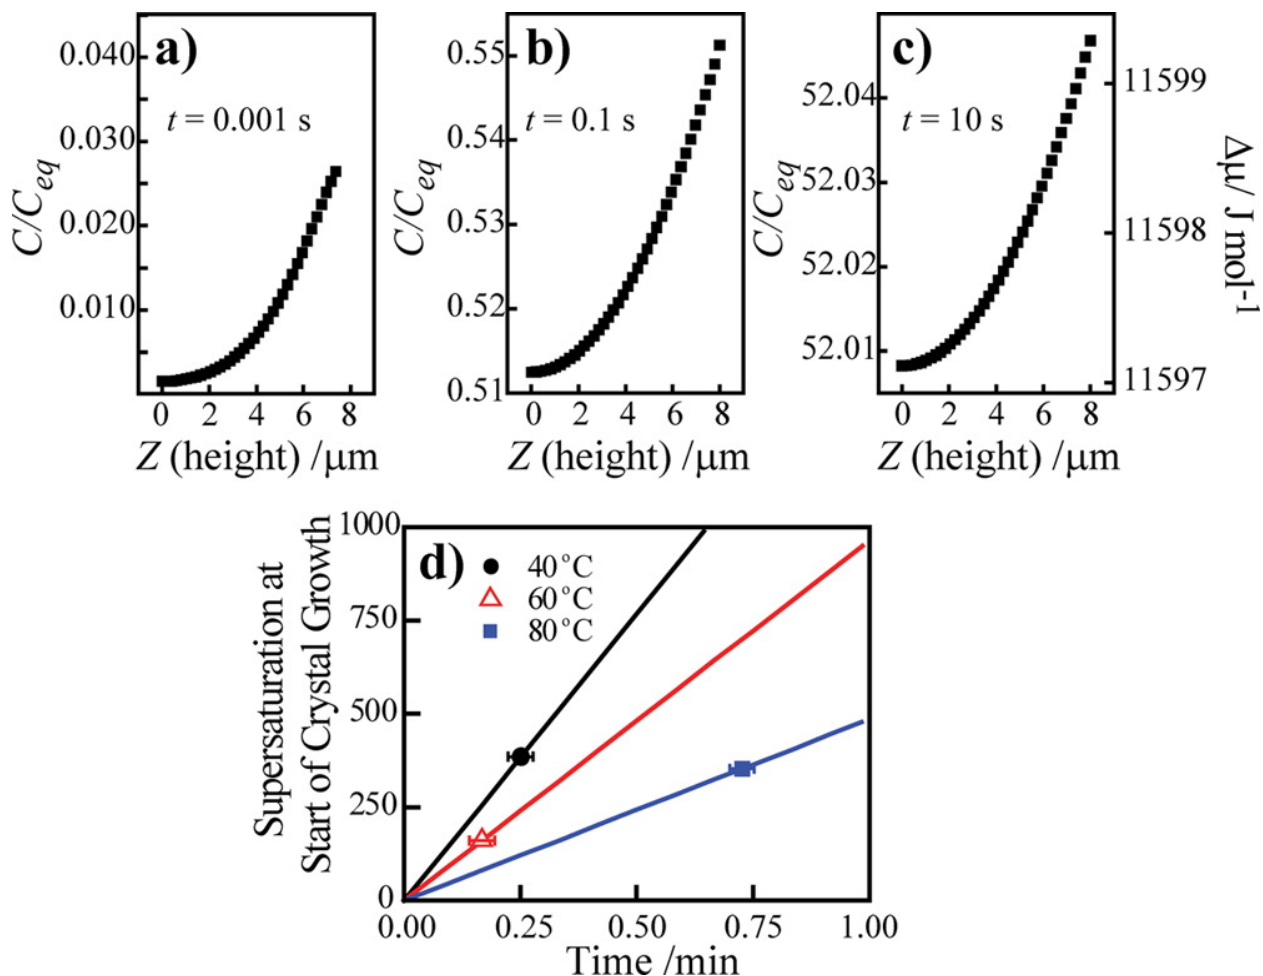 a)
t = 0.001 s
0.040
0.030
0.020
0.010
C/Ceq
0 2 4 6 8
Z (height) /μm
b)
t = 0.1 s
0.55
0.54
0.53
0.52
0.51
C/Ceq
0 2 4 6 8
Z (height) /μm
c)
t = 10 s
52.04
52.03
52.02
52.01
C/Ceq
11599
11598
11597
Δμ/ J mol-1
0 2 4 6 8
Z (height) /μm
d)
40°C
60°C
80°C
1000
750
500
250
0
Supersaturation at
Start of Crystal Growth
0.00 0.25 0.50 0.75 1.00
Time /min